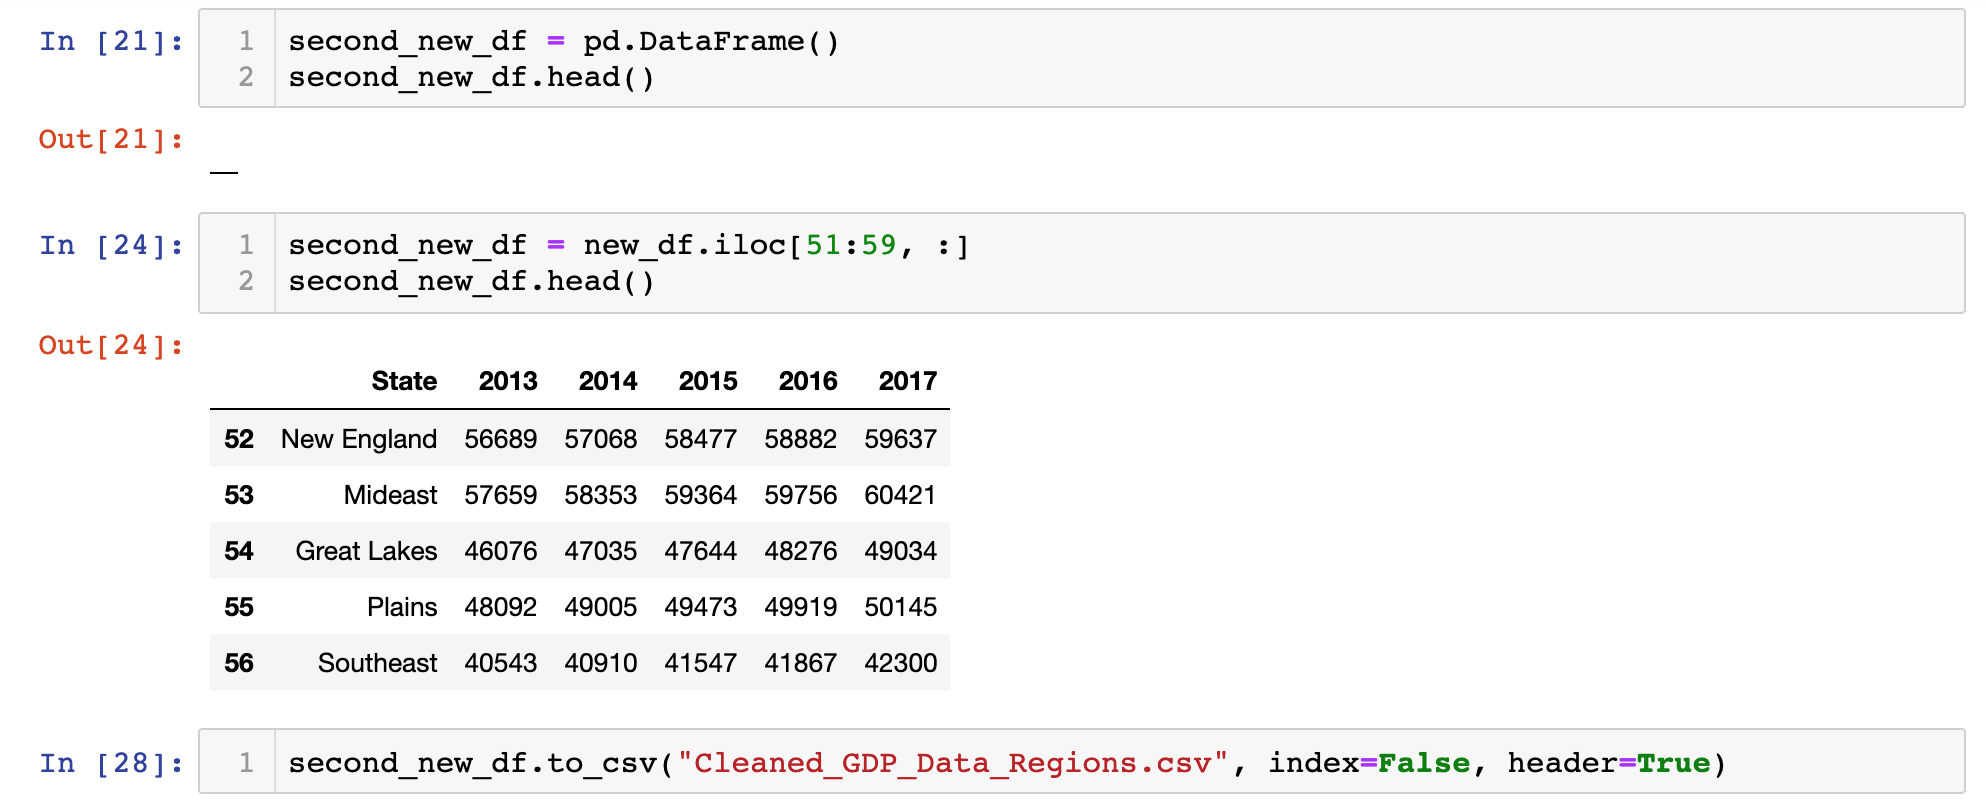 In [21]:
1 second_new_df = pd.DataFrame()
2 second_new_df.head()
Out[21]:
In [24]:
1 second_new_df = new_df.iloc[51:59, :]
2 second_new_df.head()
Out[24]:
State 2013 2014 2015 2016 2017
52 New England 56689 57068 58477 58882 59637
53 Mideast 57659 58353 59364 59756 60421
54 Great Lakes 46076 47035 47644 48276 49034
55 Plains 48092 49005 49473 49919 50145
56 Southeast 40543 40910 41547 41867 42300
In [28]:
1 second_new_df.to_csv("Cleaned_GDP_Data_Regions.csv", index=False, header=True)